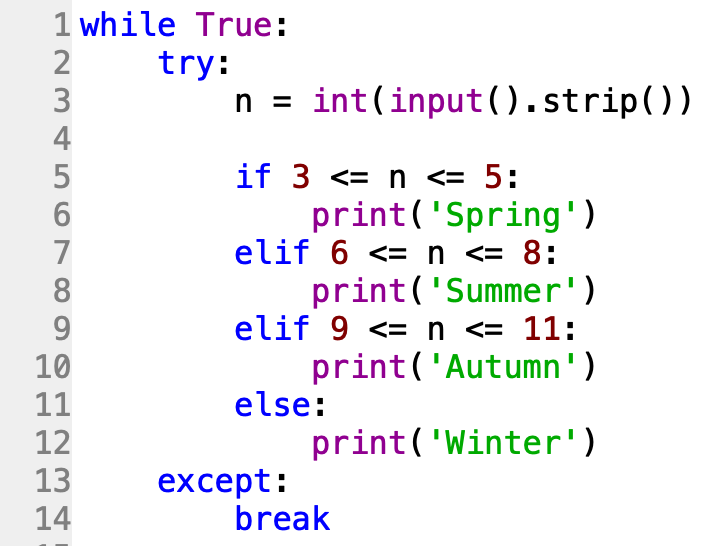 1 while True:
2     try:
3         n = int(input().strip())
4
5         if 3 <= n <= 5:
6             print('Spring')
7         elif 6 <= n <= 8:
8             print('Summer')
9         elif 9 <= n <= 11:
10             print('Autumn')
11         else:
12             print('Winter')
13     except:
14         break